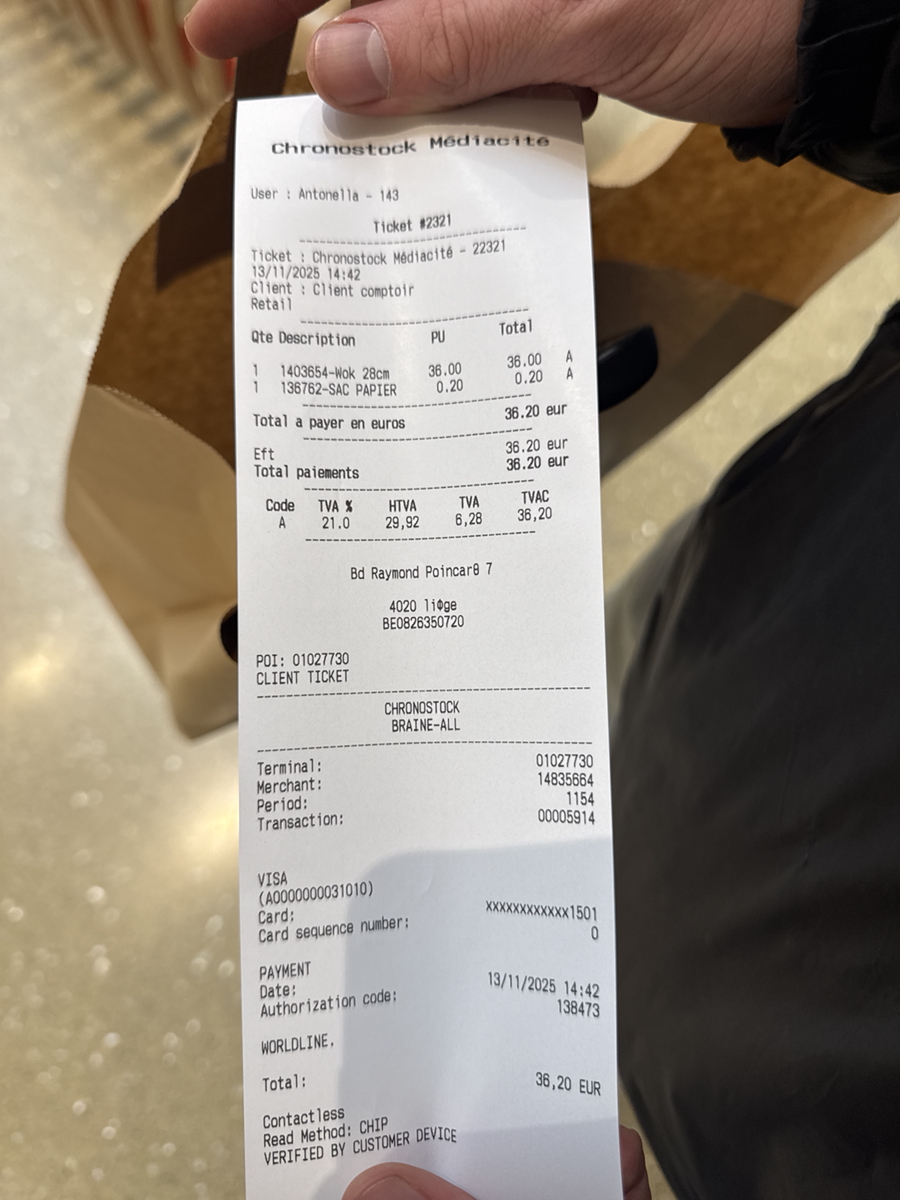 Chronostock Médiacité
User : Antonella - 143
Ticket #2321
Ticket : Chronostock Médiacité - 22321
13/11/2025 14:42
Client : Client comptoir
Retail
Qte Description PU Total
1 1403654-Wok 28cm 36.00 36.00 A
1 136762-SAC PAPIER 0.20 0.20 A
Total a payer en euros 36.20 eur
Eft 36.20 eur
Total paiements 36.20 eur
Code TVA % HTVA TVA TVAC
A 21.0 29,92 6,28 36,20
Bd Raymond PoincarΘ 7
4020 liΦge
BE0826350720
POI: 01027730
CLIENT TICKET
CHRONOSTOCK
BRAINE-ALL
Terminal: 01027730
Merchant: 14835664
Period: 1154
Transaction: 00005914
VISA
(A0000000031010)
Card: xxxxxxxxxxxx1501
Card sequence number: 0
PAYMENT
Date: 13/11/2025 14:42
Authorization code: 138473
WORLDLINE.
Total: 36,20 EUR
Contactless
Read Method: CHIP
VERIFIED BY CUSTOMER DEVICE